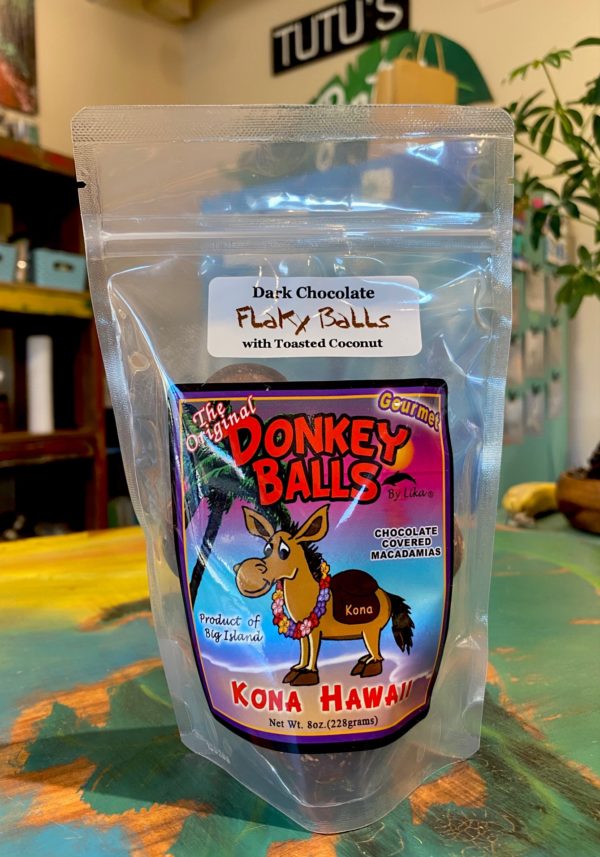 TUTU'S
Dark Chocolate
Flaky Balls
with Toasted Coconut
The
Original
Gourmet
DONKEY
BALLS
By Lika®
CHOCOLATE
COVERED
MACADAMIAS
Kona
Product of
Big Island
KONA HAWAII
Net Wt. 8oz.(228grams)